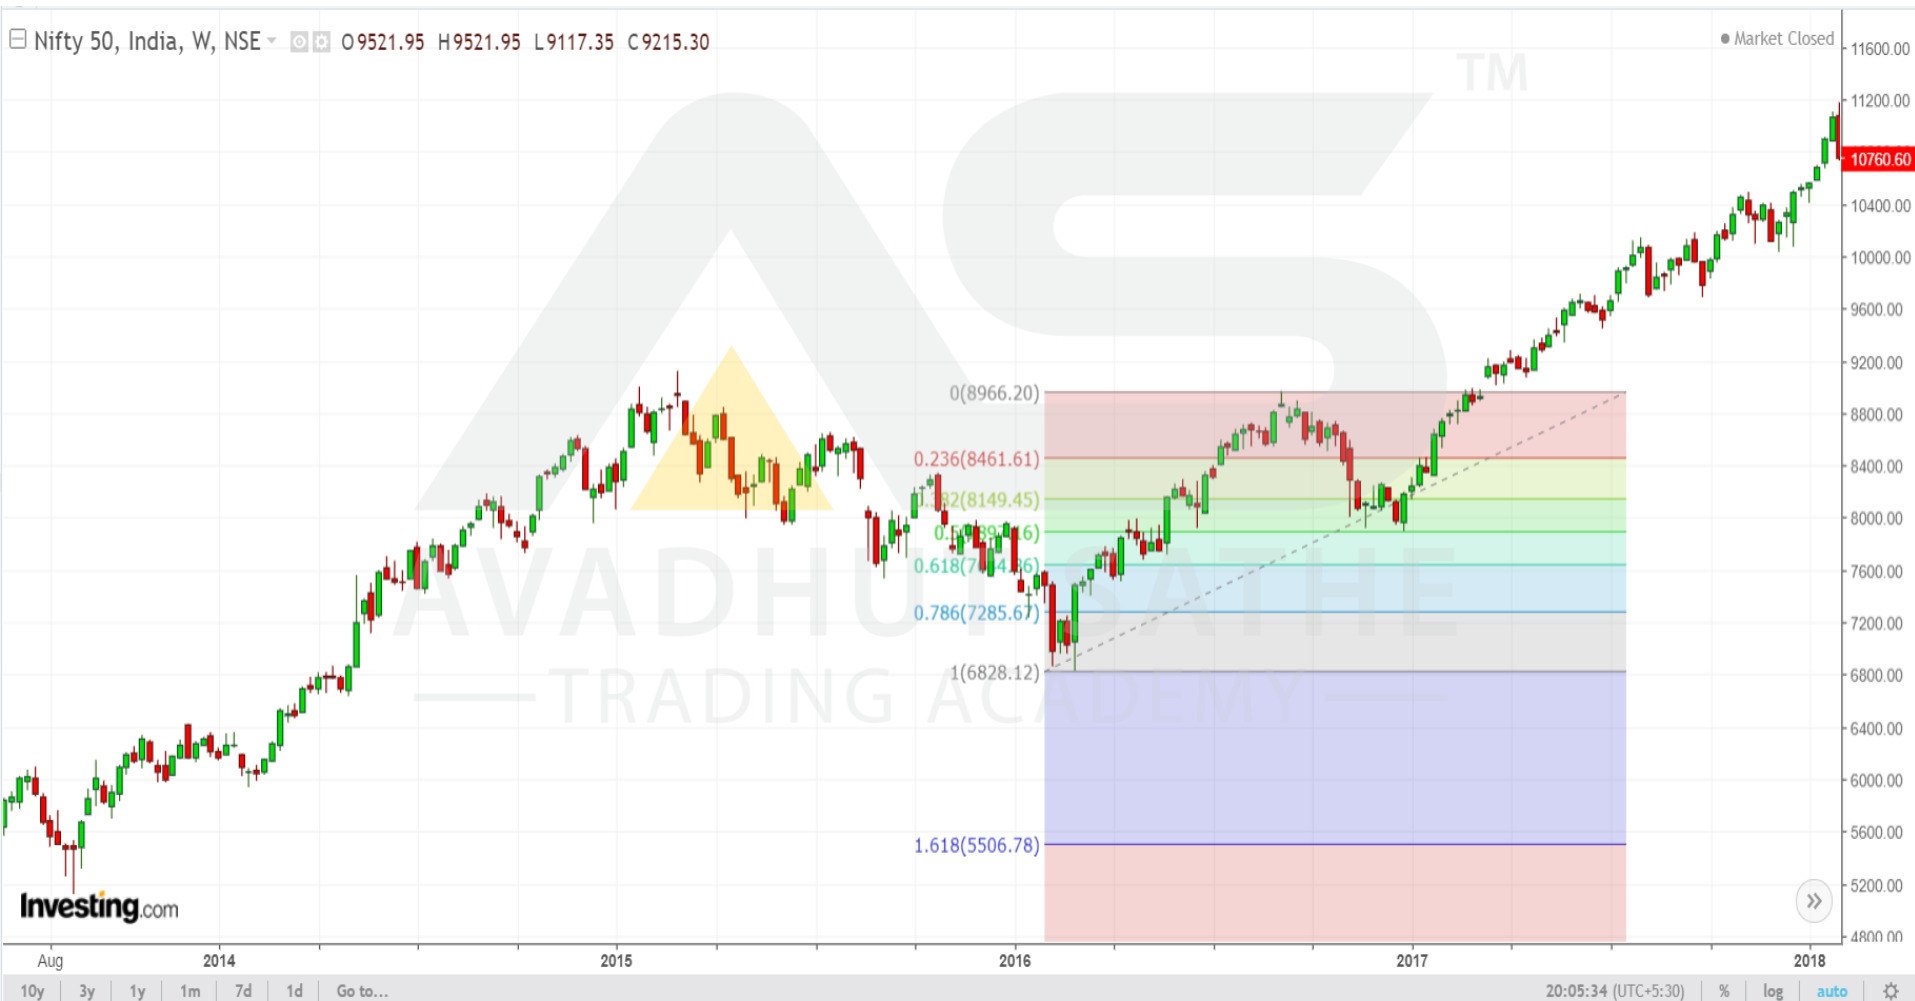 Nifty 50, India, W, NSE O9521.95 H9521.95 L9117.35 C9215.30
Market Closed
TM
11600.00
11200.00
10760.60
10400.00
10000.00
9600.00
9200.00
8800.00
8400.00
8000.00
7600.00
7200.00
6800.00
6400.00
6000.00
5600.00
5200.00
4800.00
0(8966.20)
0.236(8461.61)
0.382(8149.45)
0.618
0.786(7285.67)
1(6828.12)
1.618(5506.78)
AS
AVADHUT SATHE
TRADING ACADEMY
Investing.com
Aug 2014 2015 2016 2017 2018
10y 3y 1y 1m 7d 1d Go to... 20:05:34 (UTC+5:30) % log auto